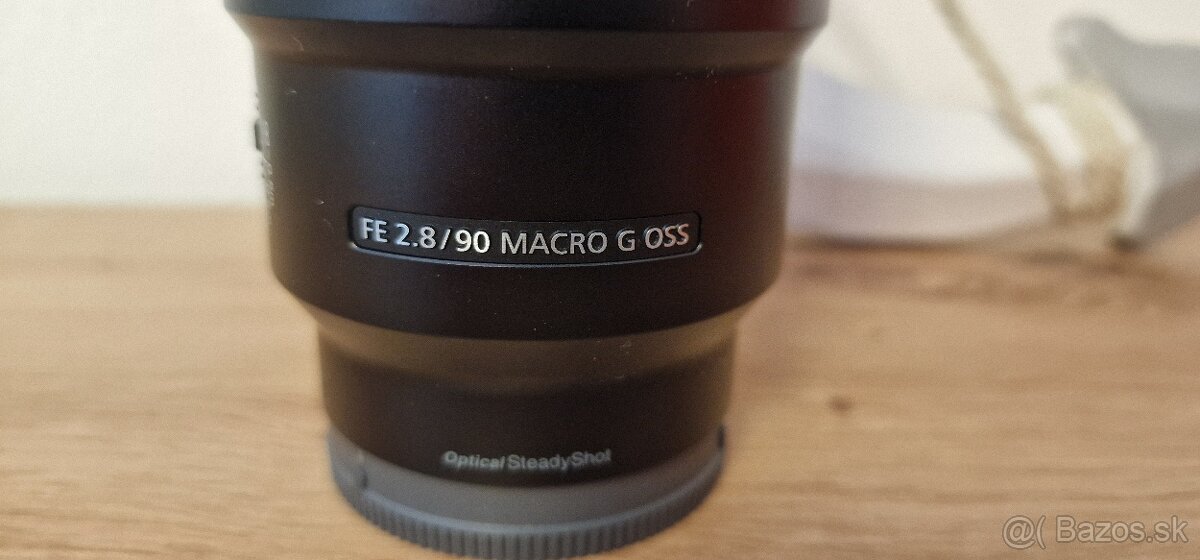 FE 2.8/90 MACRO G OSS
Optical SteadyShot
@( Bazos.sk